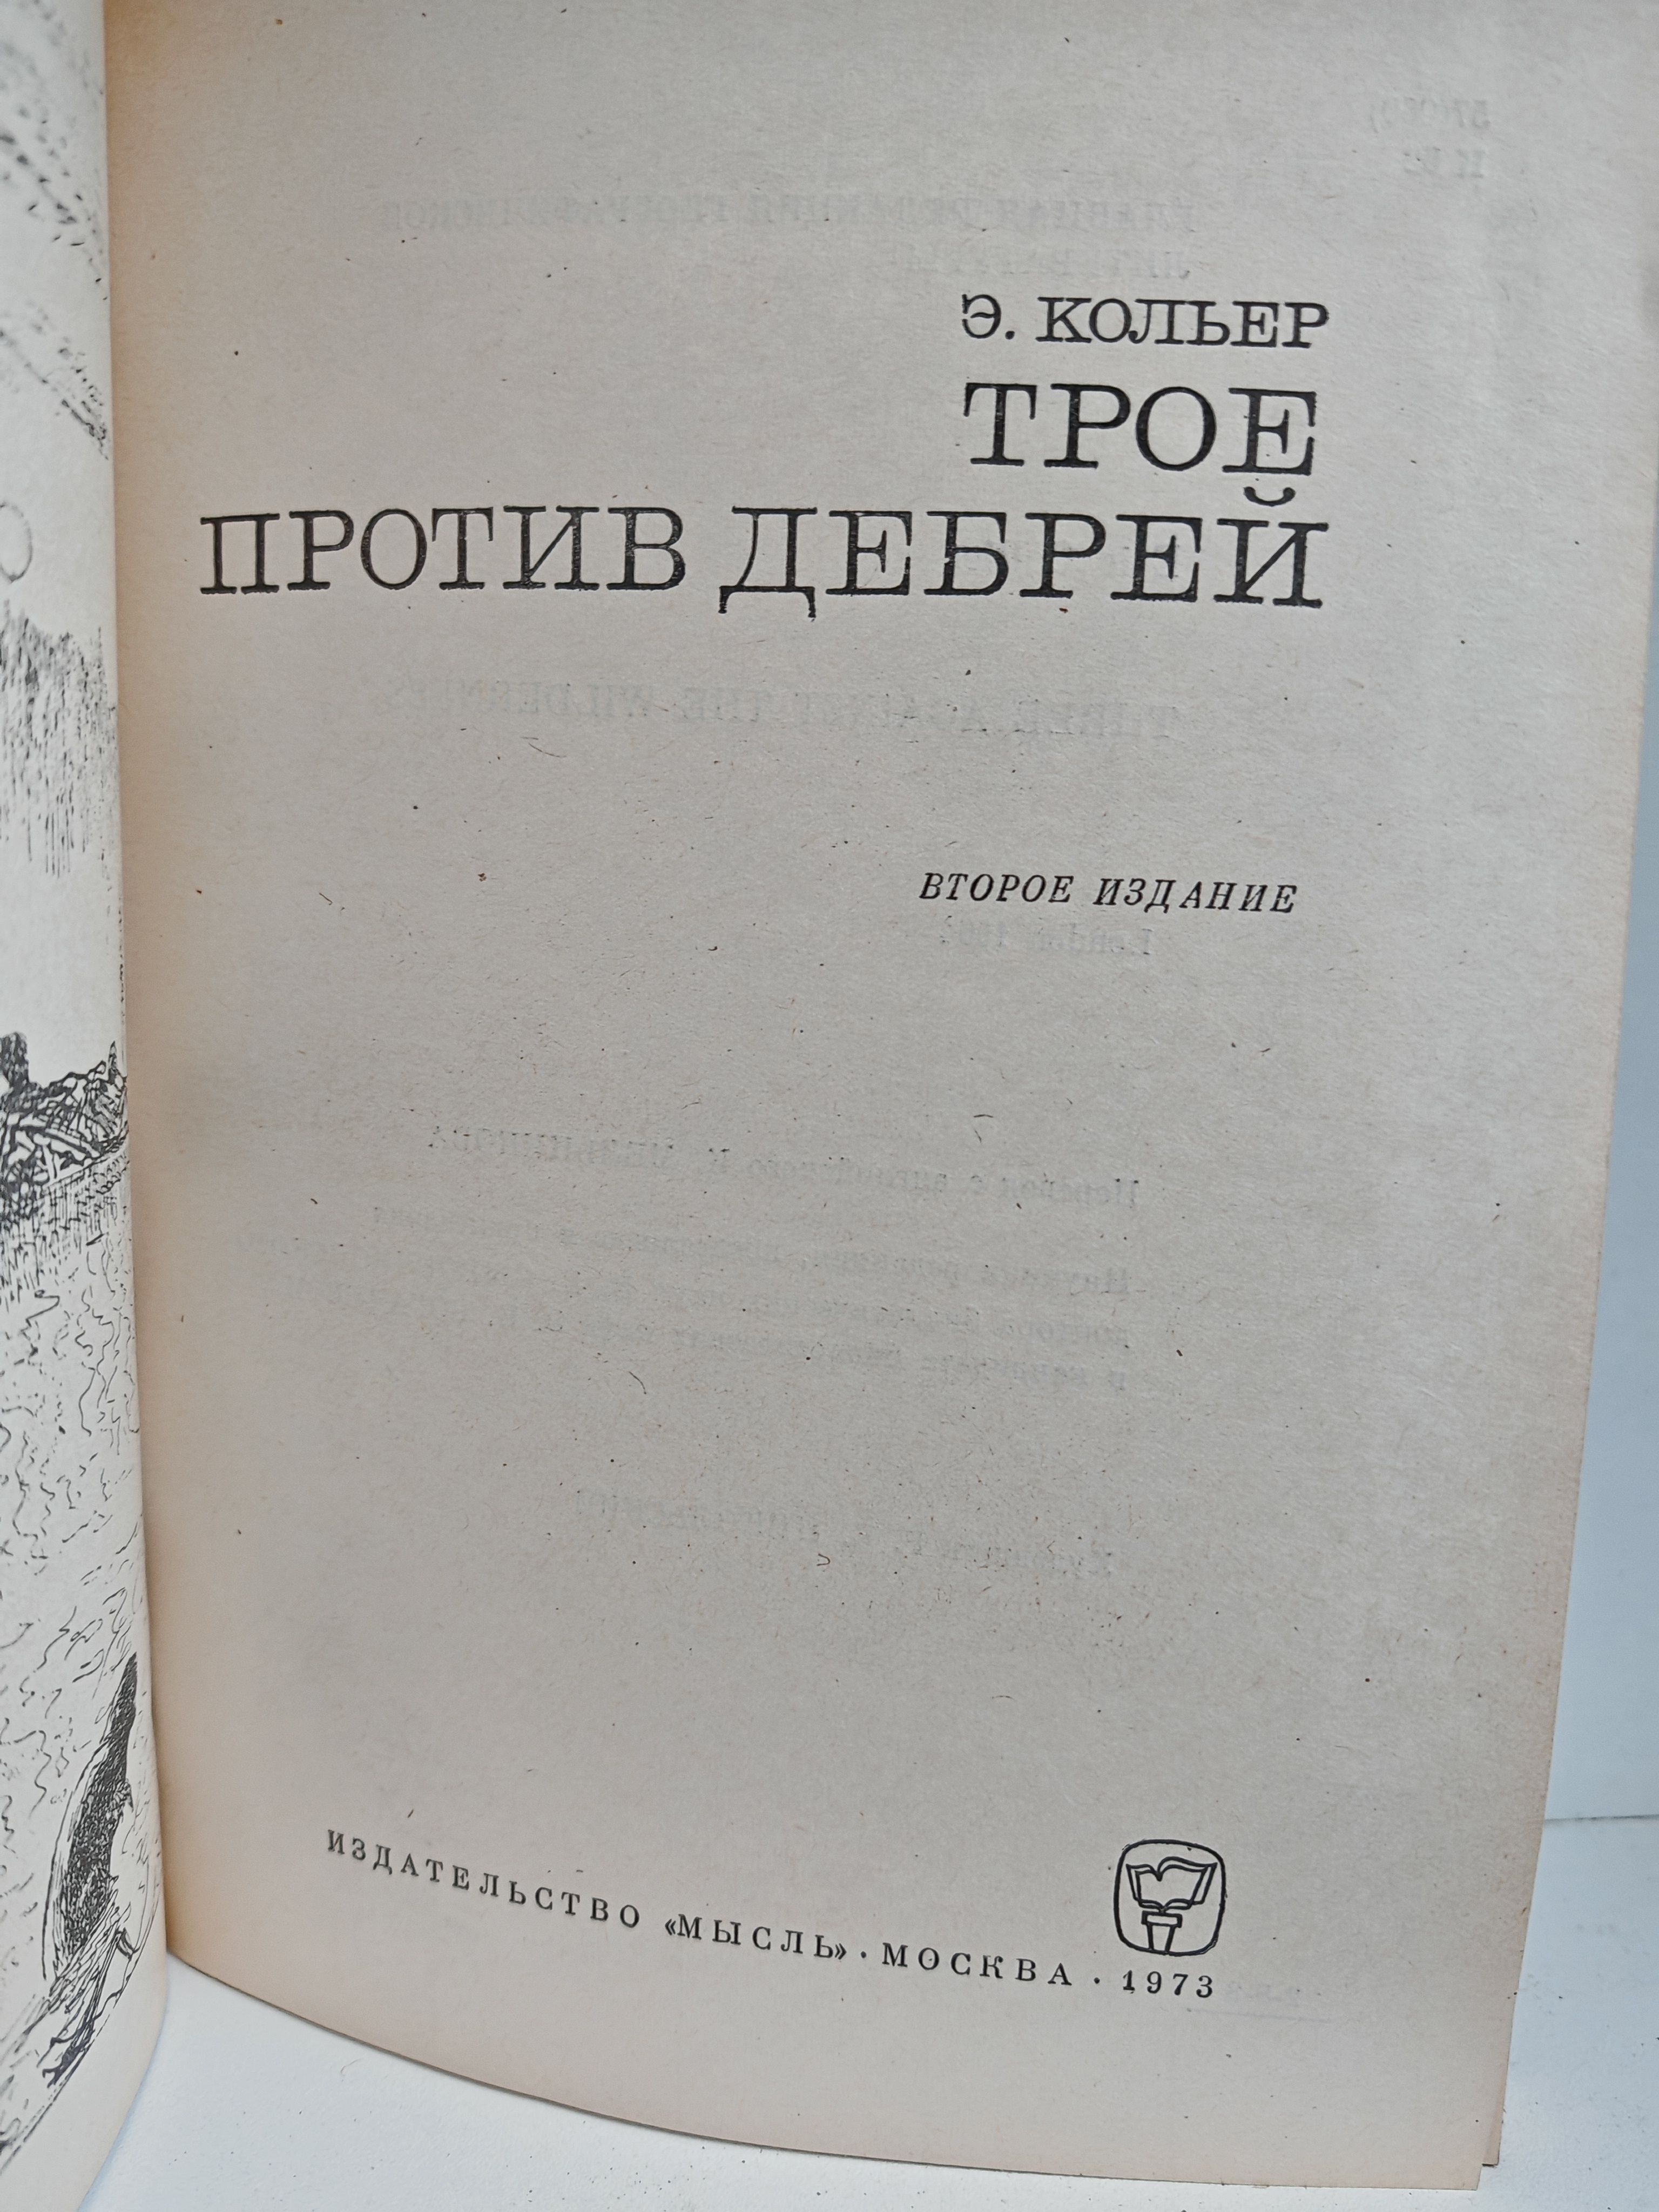 Э. КОЛЬЕР
ТРОЕ
ПРОТИВ ДЕБРЕЙ
ВТОРОЕ ИЗДАНИЕ
ИЗДАТЕЛЬСТВО «МЫСЛЬ» · МОСКВА · 1973